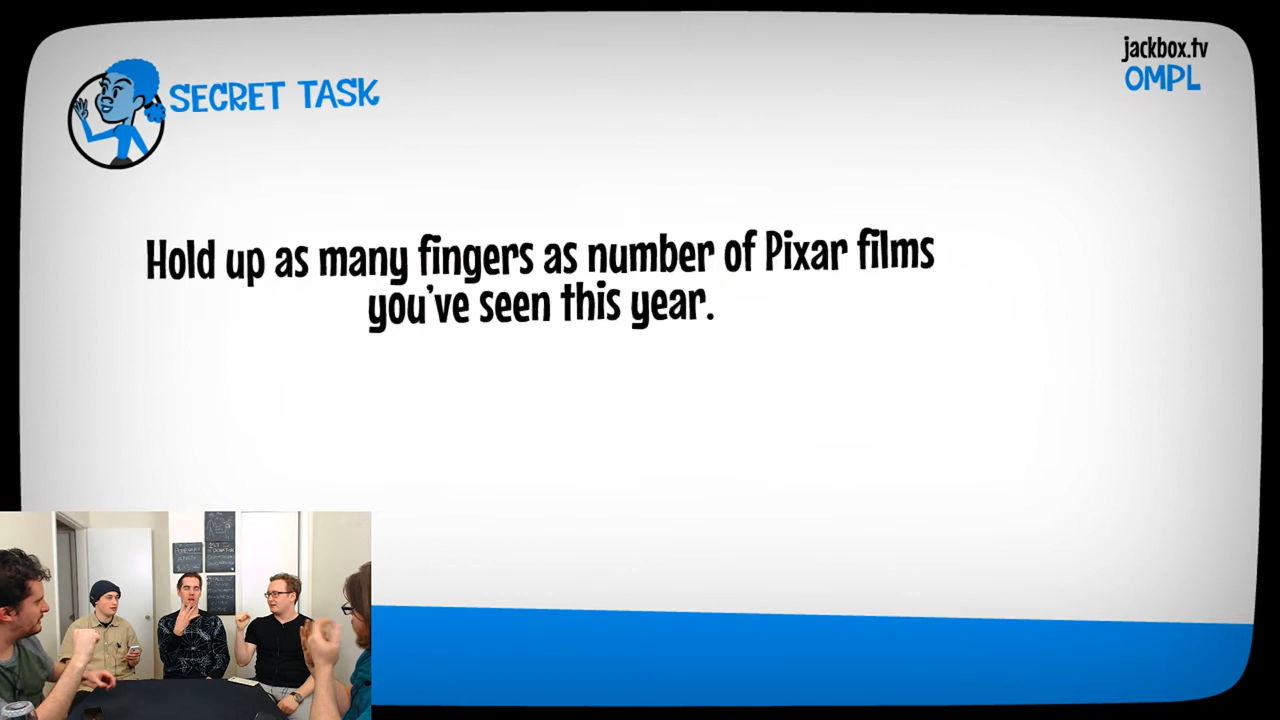 jackbox.tv
OMPL
SECRET TASK
Hold up as many fingers as number of Pixar films
you've seen this year.